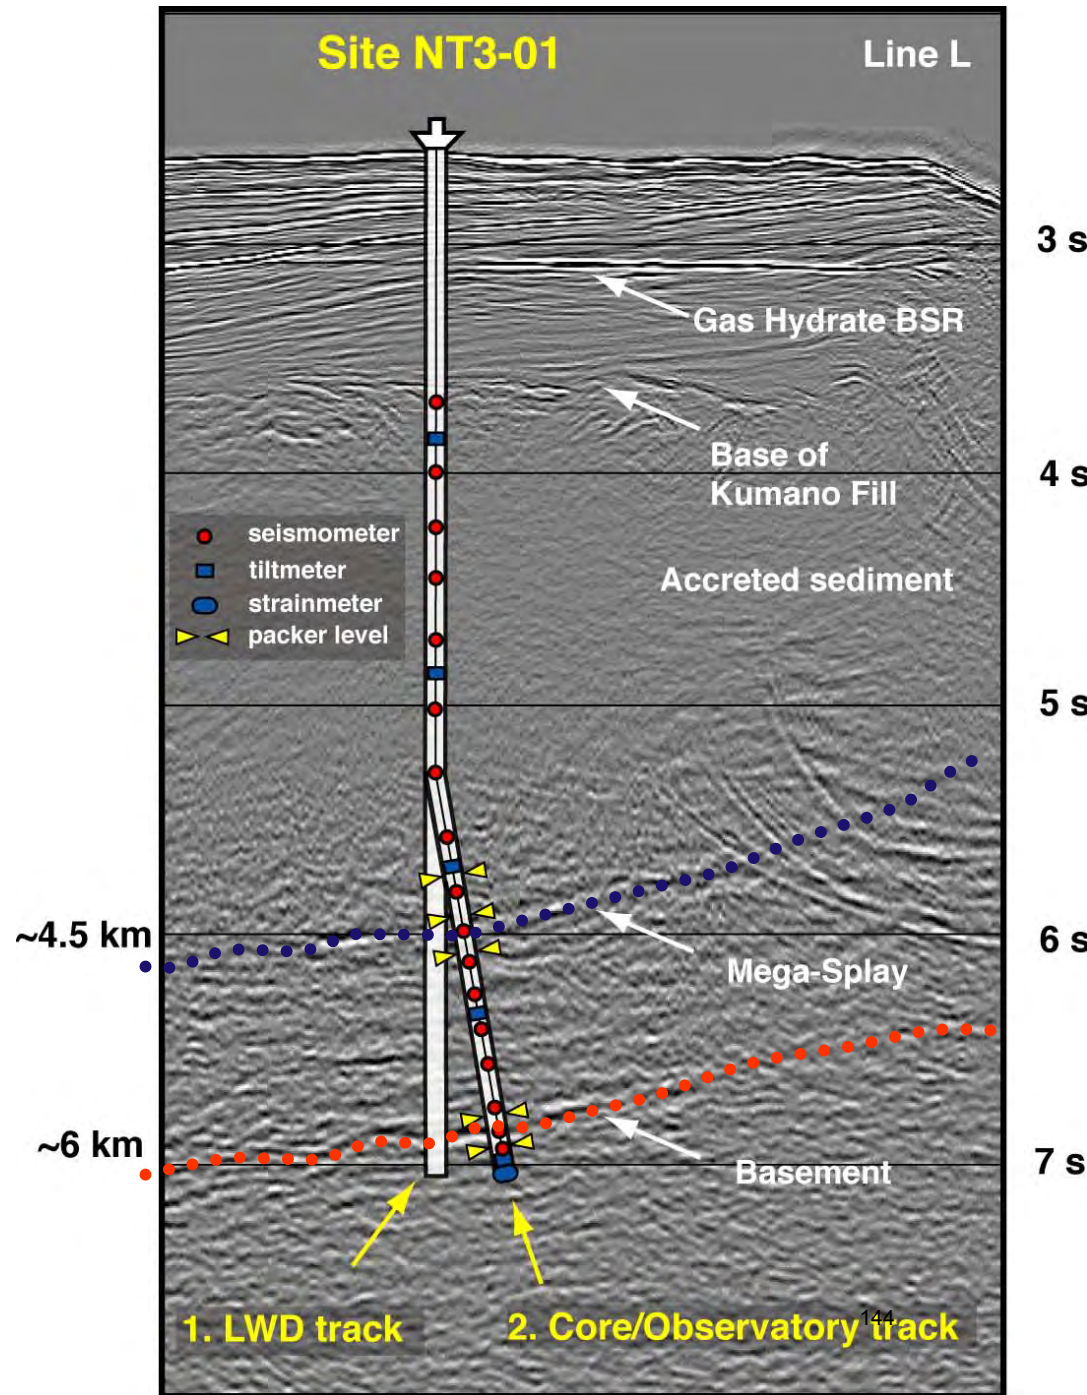 Site NT3-01
Line L
3 s
Gas Hydrate BSR
Base of
Kumano Fill
4 s
seismometer
tiltmeter
strainmeter
packer level
Accreted sediment
5 s
~4.5 km
6 s
Mega-Splay
~6 km
7 s
Basement
1. LWD track
2. Core/Observatory track
144